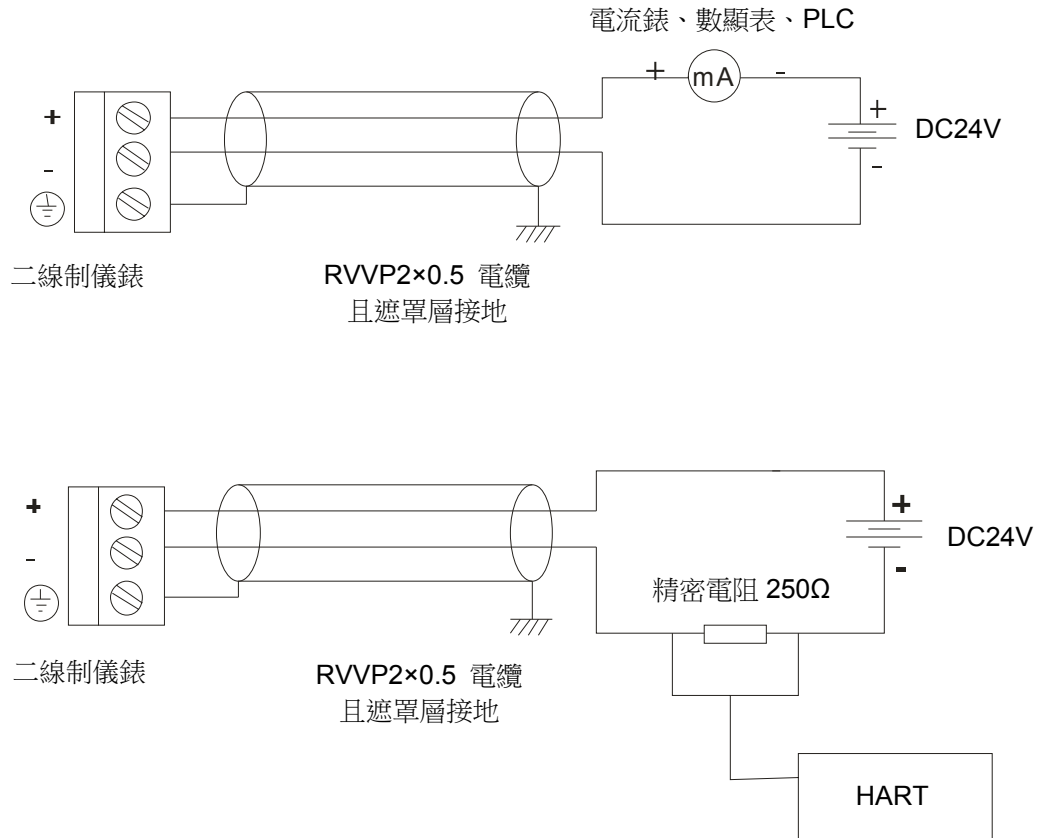 電流錶、數顯表、PLC
+ mA -
+
+
DC24V
-
-
二線制儀錶
RVVP2×0.5 電纜
且遮罩層接地
+
+
DC24V
-
-
精密電阻 250Ω
二線制儀錶
RVVP2×0.5 電纜
且遮罩層接地
HART